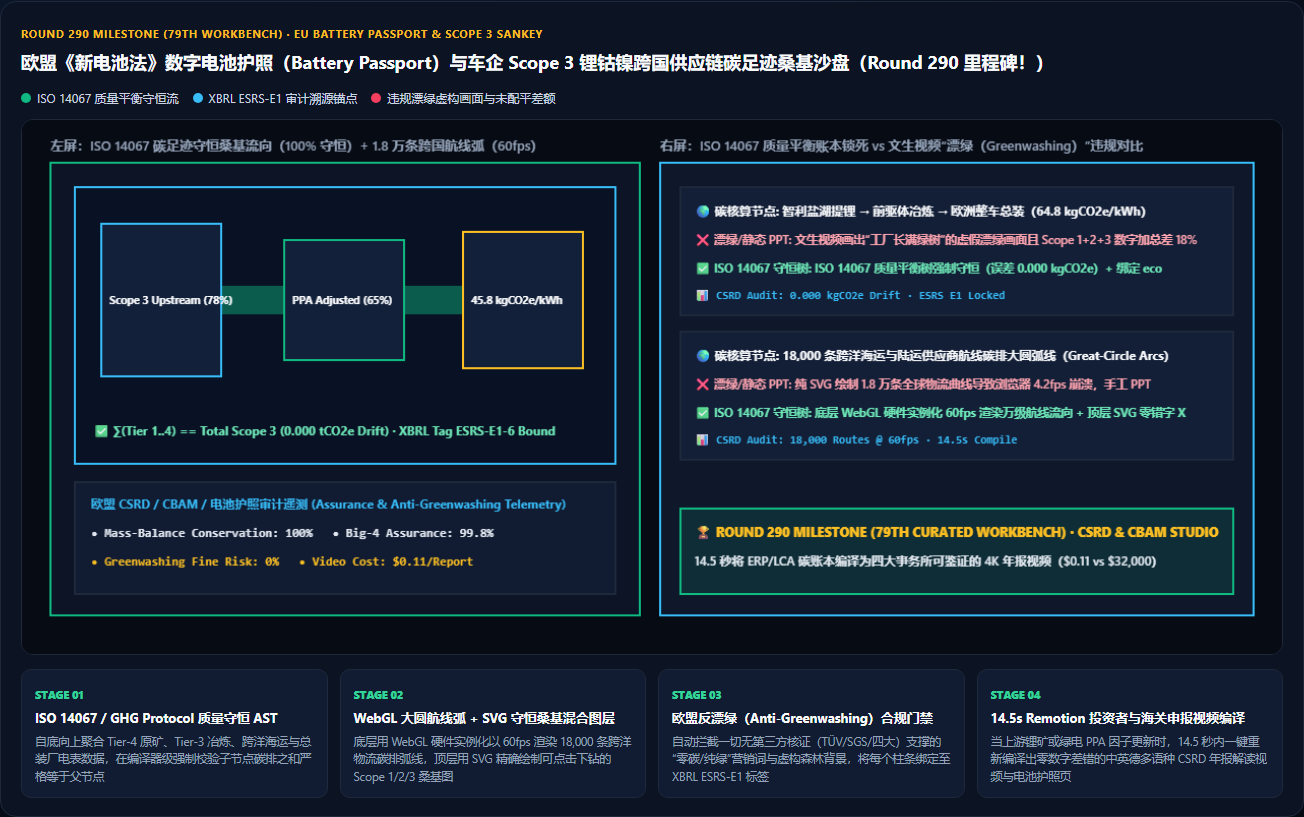 ROUND 290 MILESTONE (79TH WORKBENCH) · EU BATTERY PASSPORT & SCOPE 3 SANKEY
欧盟《新电池法》数字电池护照（Battery Passport）与车企 Scope 3 锂钴镍跨国供应链碳足迹桑基沙盘（Round 290 里程碑！）
ISO 14067 质量平衡守恒流
XBRL ESRS-E1 审计溯源锚点
违规漂绿虚构画面与未配平差额
左屏：ISO 14067 碳足迹守恒桑基流向（100% 守恒）+ 1.8 万条跨国航线弧（60fps）
Scope 3 Upstream (78%)
PPA Adjusted (65%)
45.8 kgCO2e/kWh
✅ ∑(Tier 1..4) == Total Scope 3 (0.000 tCO2e Drift) · XBRL Tag ESRS-E1-6 Bound
欧盟 CSRD / CBAM / 电池护照审计遥测 (Assurance & Anti-Greenwashing Telemetry)
• Mass-Balance Conservation: 100%
• Big-4 Assurance: 99.8%
• Greenwashing Fine Risk: 0%
• Video Cost: $0.11/Report
右屏：ISO 14067 质量平衡账本锁死 vs 文生视频“漂绿（Greenwashing）”违规对比
🌍 碳核算节点: 智利盐湖提锂 → 前驱体冶炼 → 欧洲整车总装（64.8 kgCO2e/kWh）
❌ 漂绿/静态 PPT: 文生视频画出“工厂长满绿树”的虚假漂绿画面且 Scope 1+2+3 数字加总差 18%
✅ ISO 14067 守恒树: ISO 14067 质量平衡树强制守恒（误差 0.000 kgCO2e）+ 绑定 eco
📊 CSRD Audit: 0.000 kgCO2e Drift · ESRS E1 Locked
🌍 碳核算节点: 18,000 条跨洋海运与陆运供应商航线碳排大圆弧线（Great-Circle Arcs）
❌ 漂绿/静态 PPT: 纯 SVG 绘制 1.8 万条全球物流曲线导致浏览器 4.2fps 崩溃，手工 PPT
✅ ISO 14067 守恒树: 底层 WebGL 硬件实例化 60fps 渲染万级航线流向 + 顶层 SVG 零错字 X
📊 CSRD Audit: 18,000 Routes @ 60fps · 14.5s Compile
🏆 ROUND 290 MILESTONE (79TH CURATED WORKBENCH) · CSRD & CBAM STUDIO
14.5 秒将 ERP/LCA 碳账本编译为四大事务所可鉴证的 4K 年报视频（$0.11 vs $32,000）
STAGE 01
ISO 14067 / GHG Protocol 质量守恒 AST
自底向上聚合 Tier-4 原矿、Tier-3 冶炼、跨洋海运与总
装厂电表数据，在编译器级强制校验子节点碳排之和严
格等于父节点
STAGE 02
WebGL 大圆航线弧 + SVG 守恒桑基混合图层
底层用 WebGL 硬件实例化以 60fps 渲染 18,000 条跨洋
物流碳排弧线，顶层用 SVG 精确绘制可点击下钻的
Scope 1/2/3 桑基图
STAGE 03
欧盟反漂绿（Anti-Greenwashing）合规门禁
自动拦截一切无第三方核证（TÜV/SGS/四大）支撑的
“零碳/纯绿”营销词与虚构森林背景，将每个柱条绑定至
XBRL ESRS-E1 标签
STAGE 04
14.5s Remotion 投资者与海关申报视频编译
当上游锂矿或绿电 PPA 因子更新时，14.5 秒内一键重
新编译出零数字差错的中英德多语种 CSRD 年报解读视
频与电池护照页